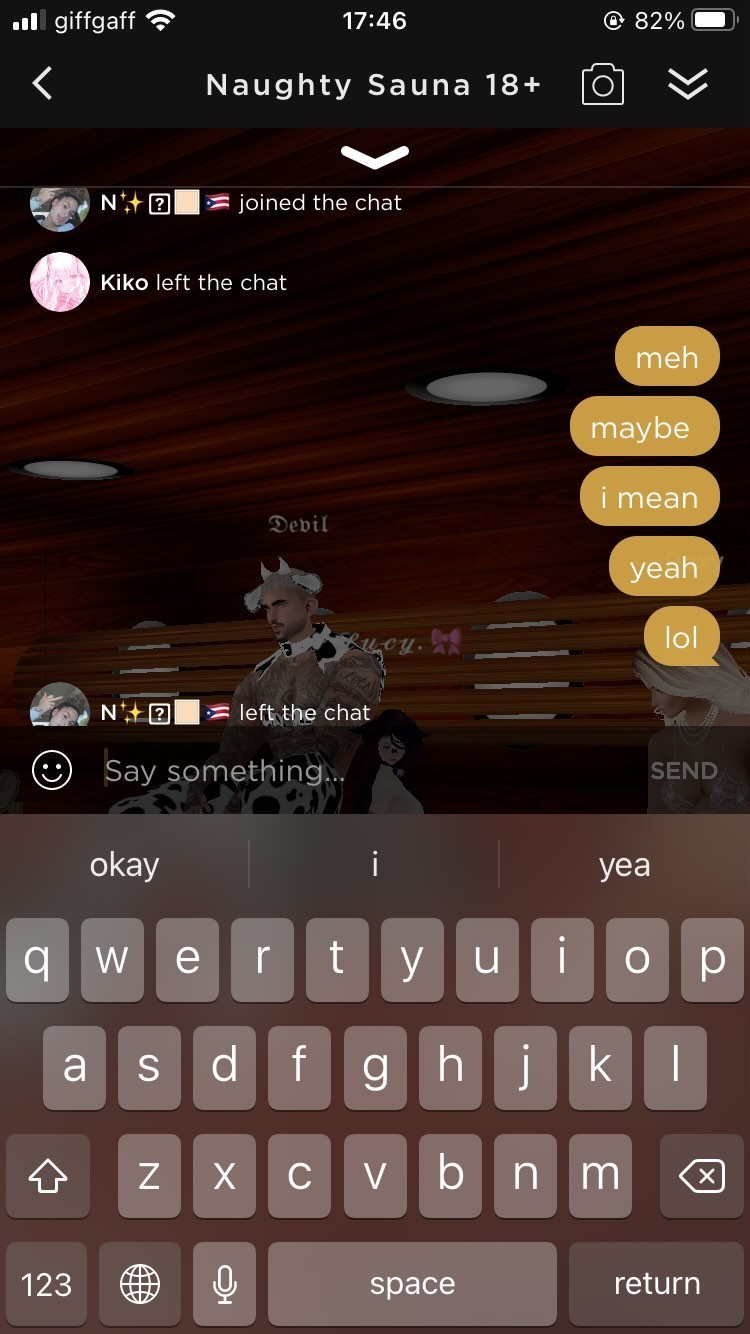 giffgaff 17:46 82%
Naughty Sauna 18+
N✨?🏻🇵🇷 joined the chat
Kiko left the chat
meh
maybe
i mean
yeah
lol
𝕯𝖊𝖛𝖎𝖑
𝓛𝓾𝓬𝔂.🎀
N✨?🏻🇵🇷 left the chat
Say something...
SEND
okay i yea
q w e r t y u i o p
a s d f g h j k l
z x c v b n m
123 space return